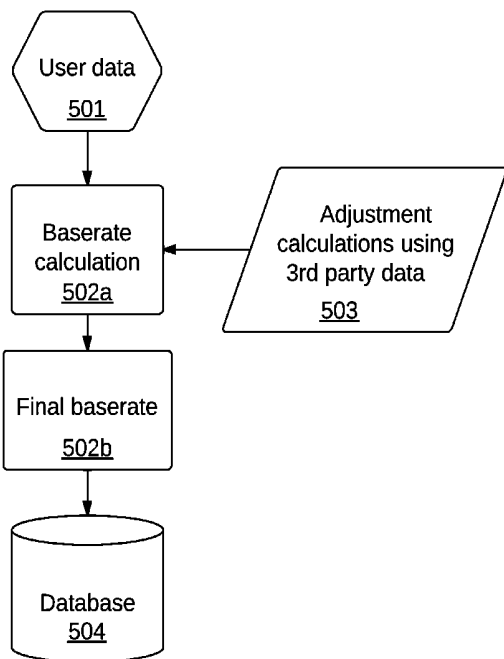 User data
501
Baserate
calculation
502a
Adjustment
calculations using
3rd party data
503
Final baserate
502b
Database
504